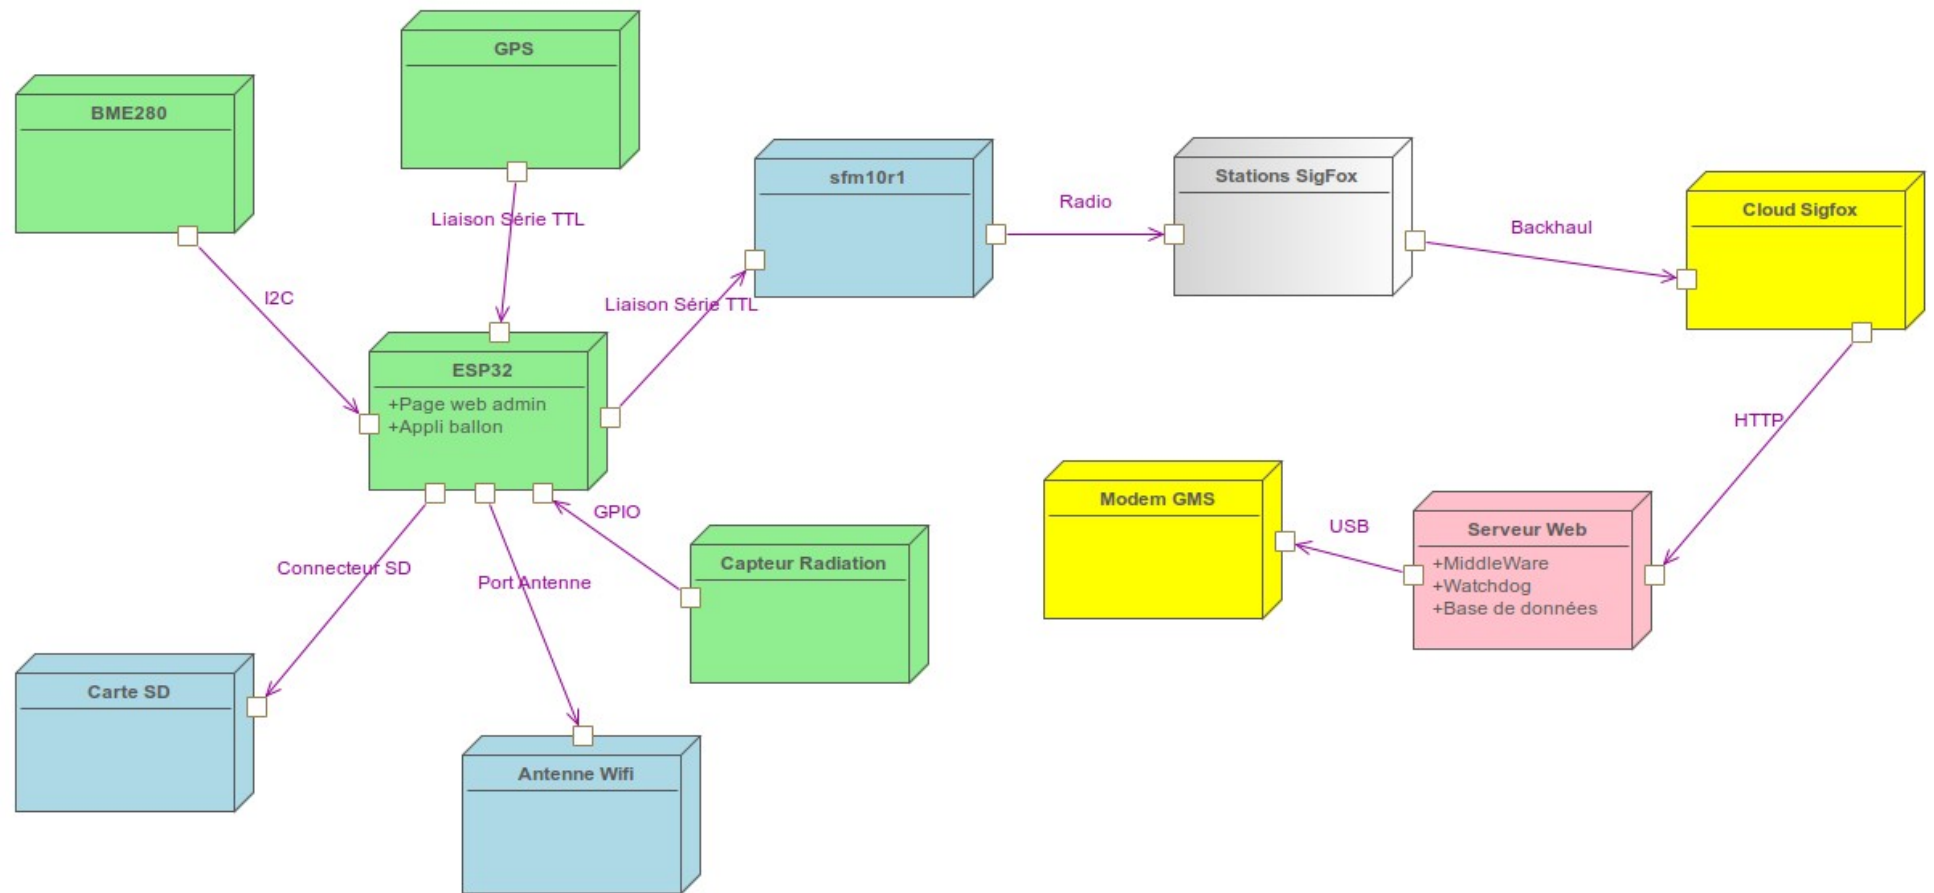 GPS
BME280
Liaison Série TTL
sfm10r1
Stations SigFox
Radio
Cloud Sigfox
Backhaul
I2C
Liaison Série TTL
ESP32
+Page web admin
+Appli ballon
HTTP
GPIO
Connecteur SD
Port Antenne
Capteur Radiation
Modem GMS
USB
Serveur Web
+MiddleWare
+Watchdog
+Base de données
Carte SD
Antenne Wifi